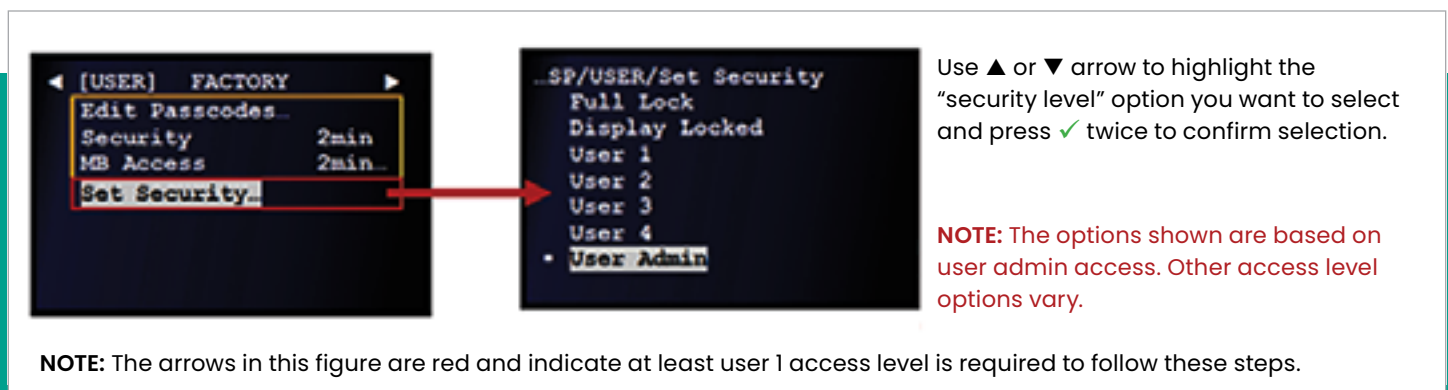 ◄ [USER] FACTORY ►
Edit Passcodes…
Security 2min
MB Access 2min…
Set Security…
…SP/USER/Set Security
Full Lock
Display Locked
User 1
User 2
User 3
User 4
• User Admin
Use ▲ or ▼ arrow to highlight the
“security level” option you want to select
and press ✓ twice to confirm selection.
NOTE: The options shown are based on
user admin access. Other access level
options vary.
NOTE: The arrows in this figure are red and indicate at least user 1 access level is required to follow these steps.